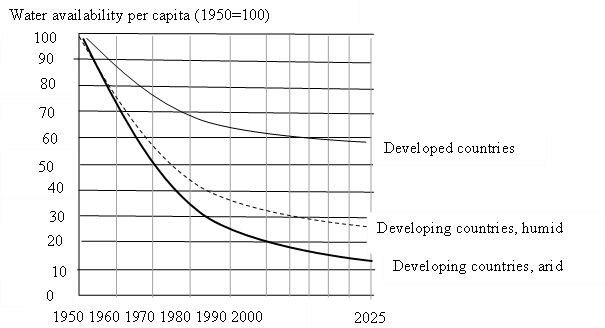 Water availability per capita (1950=100)
100
90
80
70
60
50
40
30
20
10
0
Developed countries
Developing countries, humid
Developing countries, arid
1950 1960 1970 1980 1990 2000 2025